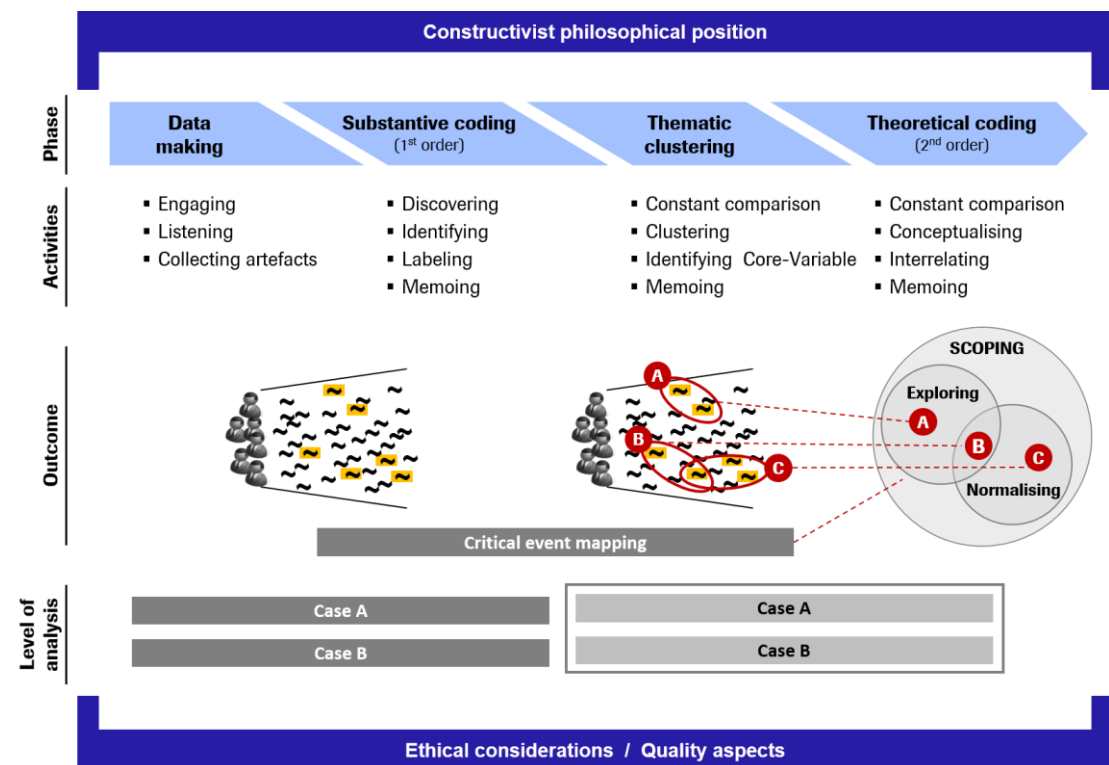 Constructivist philosophical position
Phase
Data
making
Substantive coding
(1st order)
Thematic
clustering
Theoretical coding
(2nd order)
Activities
▪ Engaging
▪ Listening
▪ Collecting artefacts
▪ Discovering
▪ Identifying
▪ Labeling
▪ Memoing
▪ Constant comparison
▪ Clustering
▪ Identifying Core-Variable
▪ Memoing
▪ Constant comparison
▪ Conceptualising
▪ Interrelating
▪ Memoing
Outcome
A
B
C
SCOPING
Exploring
A
B
C
Normalising
Critical event mapping
Level of
analysis
Case A
Case B
Case A
Case B
Ethical considerations / Quality aspects